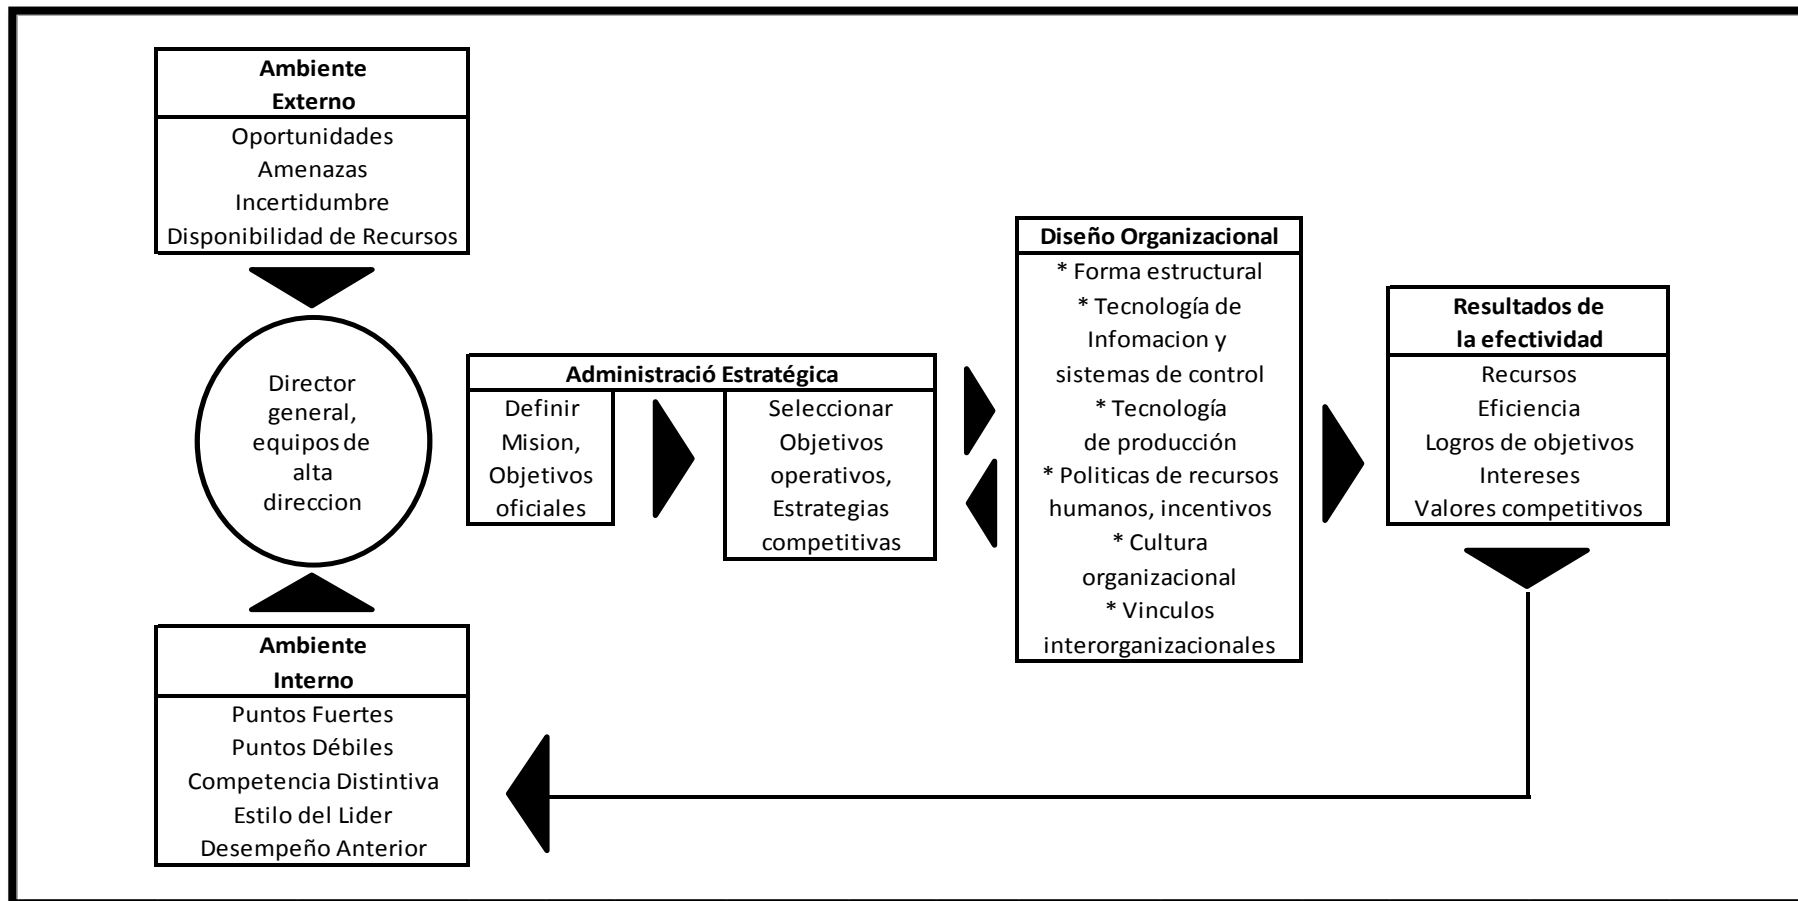 Ambiente
Externo
Oportunidades
Amenazas
Incertidumbre
Disponibilidad de Recursos
Director
general,
equipos de
alta
direccion
Ambiente
Interno
Puntos Fuertes
Puntos Débiles
Competencia Distintiva
Estilo del Lider
Desempeño Anterior
Administració Estratégica
Definir
Mision,
Objetivos
oficiales
Seleccionar
Objetivos
operativos,
Estrategias
competitivas
Diseño Organizacional
* Forma estructural
* Tecnología de
Infomacion y
sistemas de control
* Tecnología
de producción
* Politicas de recursos
humanos, incentivos
* Cultura
organizacional
* Vinculos
interorganizacionales
Resultados de
la efectividad
Recursos
Eficiencia
Logros de objetivos
Intereses
Valores competitivos